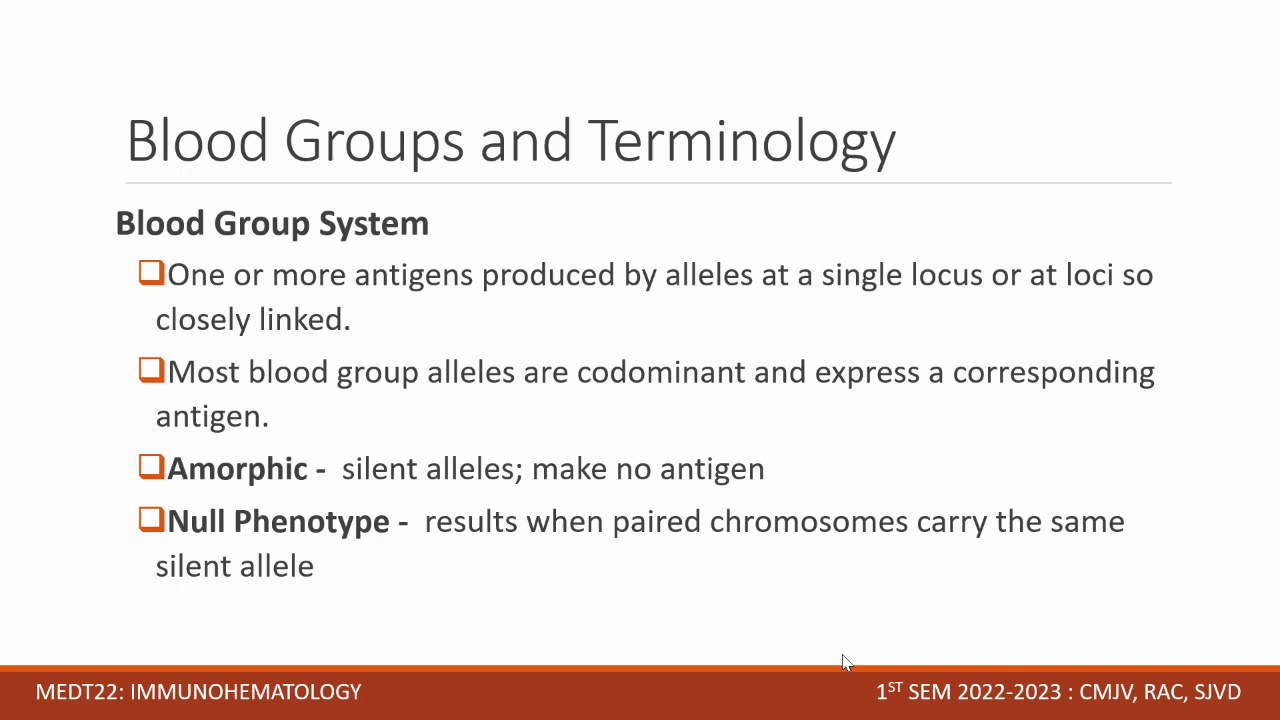 Blood Groups and Terminology
Blood Group System
One or more antigens produced by alleles at a single locus or at loci so
closely linked.
Most blood group alleles are codominant and express a corresponding
antigen.
Amorphic - silent alleles; make no antigen
Null Phenotype - results when paired chromosomes carry the same
silent allele
MEDT22: IMMUNOHEMATOLOGY
1ST SEM 2022-2023 : CMJV, RAC, SJVD